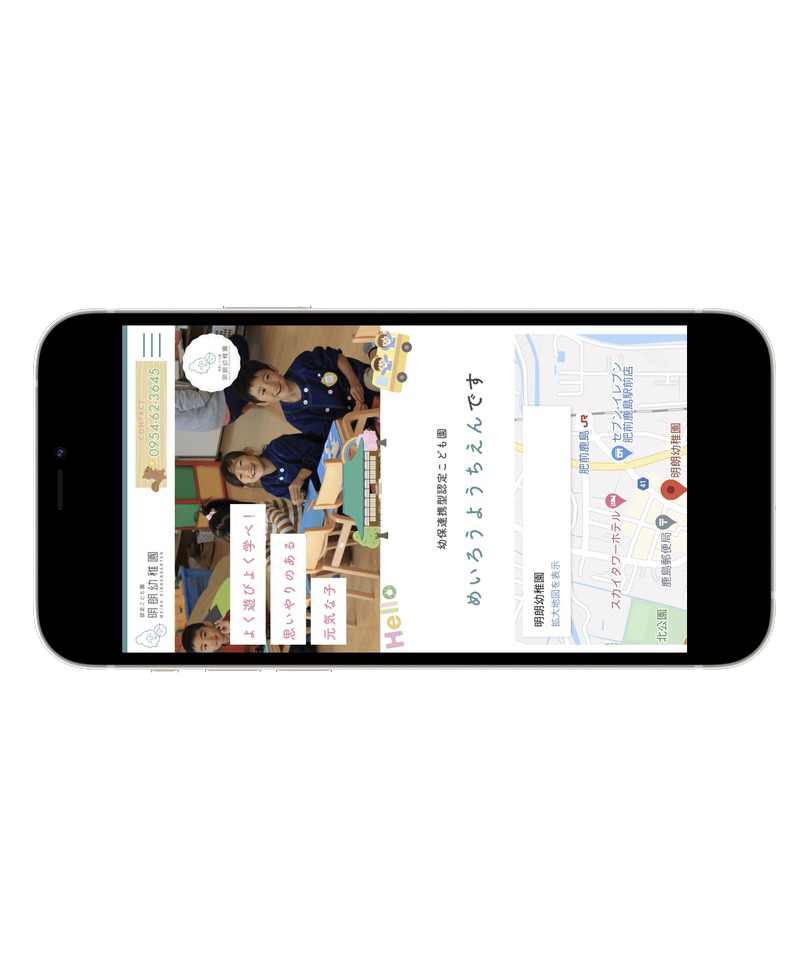 認定こども園
明朗幼稚園
MEIRO KINDERGARTEN
CONTACT
0954-62-3645
明朗幼稚園
よく遊びよく学べ！
思いやりのある
元気な子
Hello
幼保連携型認定こども園
めいろうようちえんです
明朗幼稚園
拡大地図を表示
肥前鹿島
JR
セブン-イレブン
肥前鹿島駅前店
スカイタワーホテル
41
鹿島郵便局
明朗幼稚園
北公園